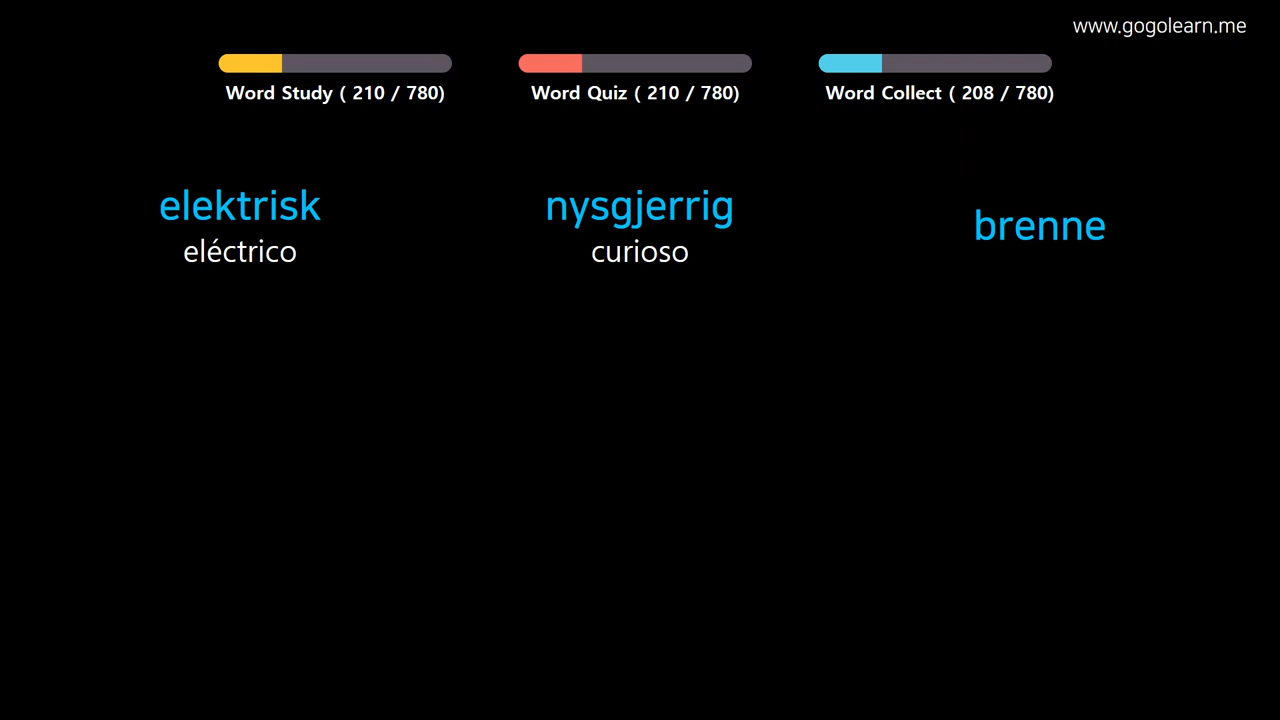 www.gogolearn.me
Word Study ( 210 / 780)
Word Quiz ( 210 / 780)
Word Collect ( 208 / 780)
elektrisk
eléctrico
nysgjerrig
curioso
brenne